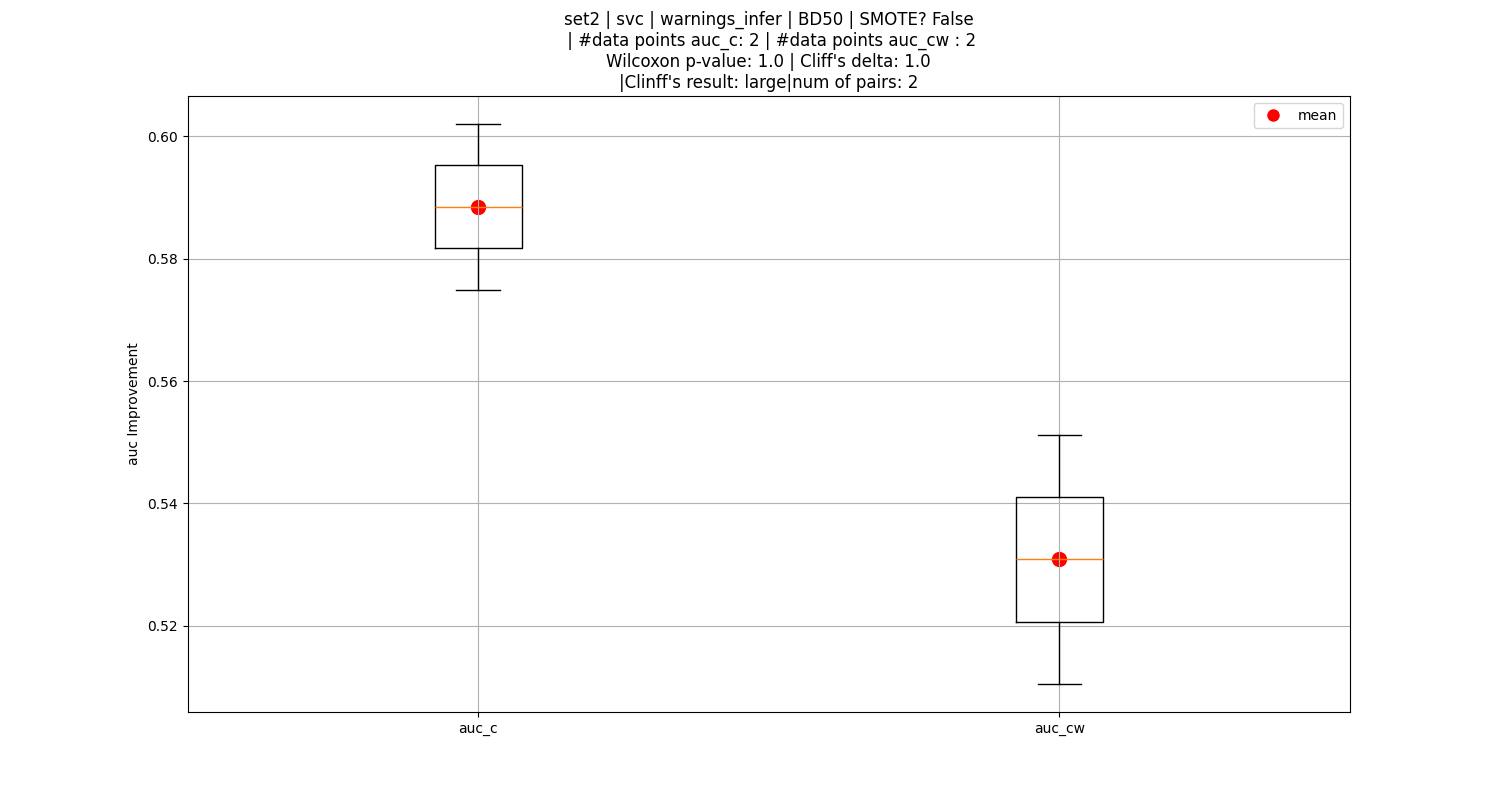 set2 | svc | warnings_infer | BD50 | SMOTE? False
| #data points auc_c: 2 | #data points auc_cw : 2
Wilcoxon p-value: 1.0 | Cliff's delta: 1.0
|Clinff's result: large|num of pairs: 2
mean
0.60
0.58
0.56
0.54
0.52
auc Improvement
auc_c
auc_cw